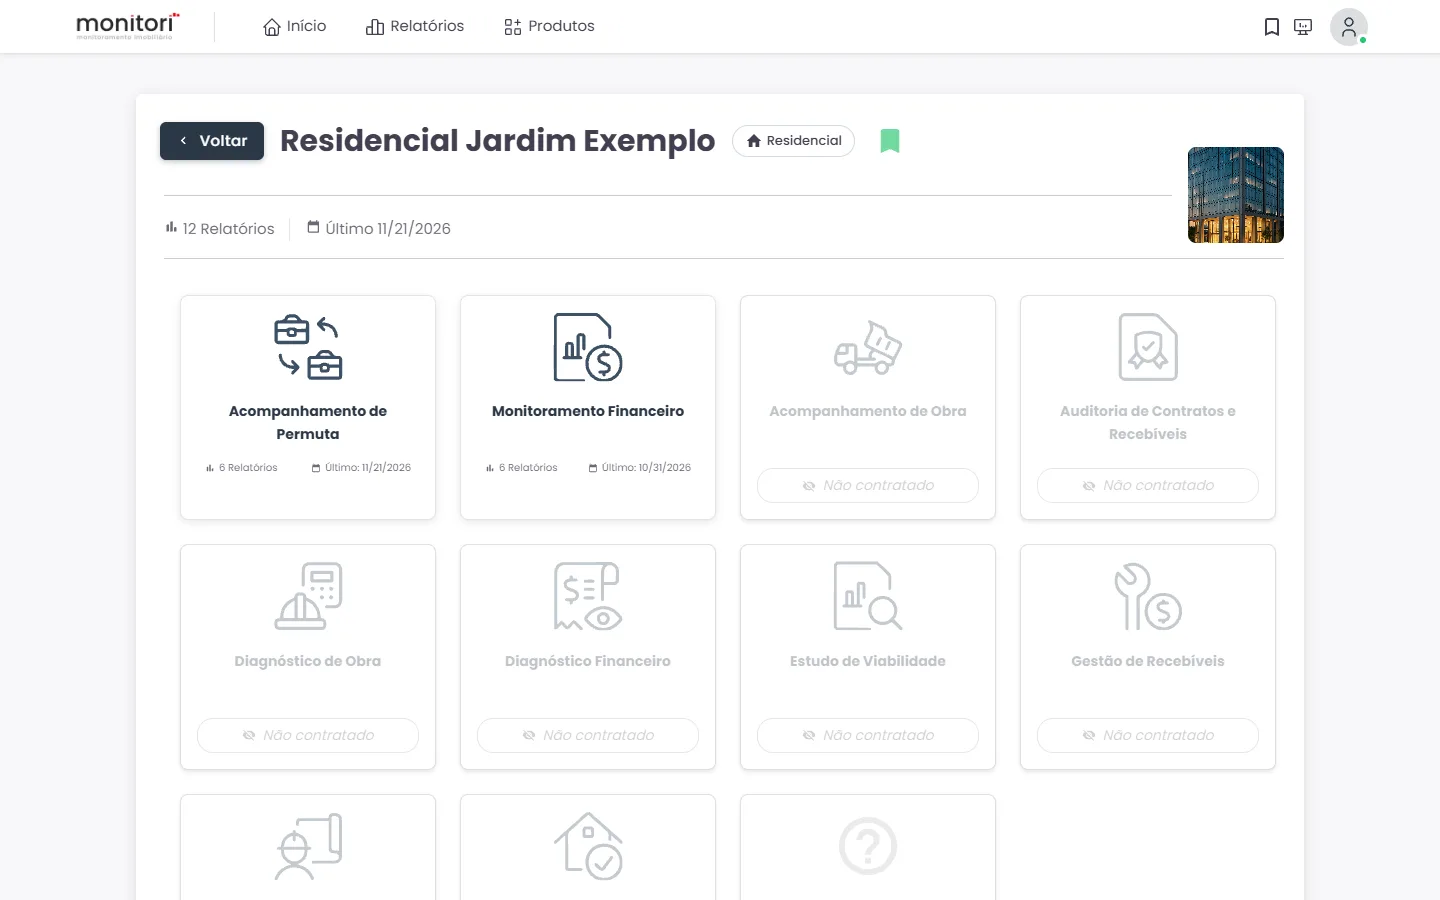 monitori
monitoramento imobiliário
Início
Relatórios
Produtos
Voltar
Residencial Jardim Exemplo
Residencial
12 Relatórios
Último 11/21/2026
Acompanhamento de
Permuta
6 Relatórios
Último: 11/21/2026
Monitoramento Financeiro
6 Relatórios
Último: 10/31/2026
Acompanhamento de Obra
Não contratado
Auditoria de Contratos e
Recebíveis
Não contratado
Diagnóstico de Obra
Não contratado
Diagnóstico Financeiro
Não contratado
Estudo de Viabilidade
Não contratado
Gestão de Recebíveis
Não contratado